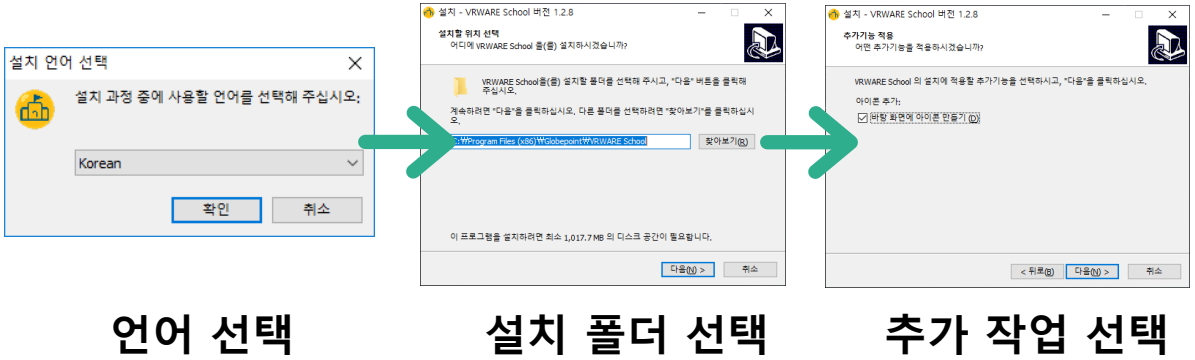 설치 언어 선택
설치 과정 중에 사용할 언어를 선택해 주십시오:
Korean
확인
취소
설치 - VRWARE School 버전 1.2.8
설치할 위치 선택
어디에 VRWARE School 을(를) 설치하시겠습니까?
VRWARE School을(를) 설치할 폴더를 선택해 주시고, "다음" 버튼을 클릭해
주십시오.
계속하려면 "다음"을 클릭하십시오. 다른 폴더를 선택하려면 "찾아보기"를 클릭하십시
오.
C:₩Program Files (x86)₩Globepoint₩VRWARE School
찾아보기(R)
이 프로그램을 설치하려면 최소 1,017.7 MB 의 디스크 공간이 필요합니다.
다음(N) >
취소
설치 - VRWARE School 버전 1.2.8
추가기능 적용
어떤 추가기능을 적용하시겠습니까?
VRWARE School 의 설치에 적용할 추가기능을 선택하시고, "다음"을 클릭하십시오.
아이콘 추가:
바탕 화면에 아이콘 만들기 (D)
< 뒤로(B)
다음(N) >
취소
언어 선택
설치 폴더 선택
추가 작업 선택